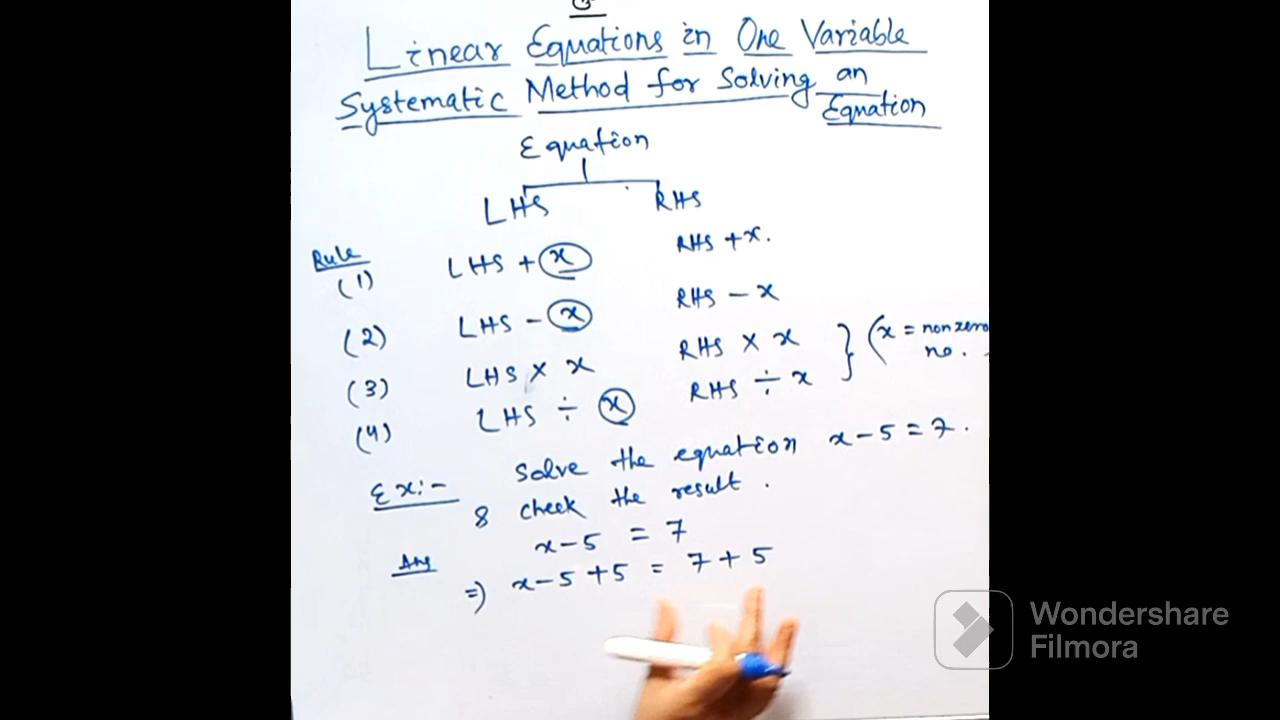 Linear Equations in One Variable
Systematic Method for Solving an
Equation
Equation
LHS RHS
Rule
(1) LHS + x RHS + x.
(2) LHS - x RHS - x
(3) LHS × x RHS × x } (x = nonzero
no.
(4) LHS ÷ x RHS ÷ x
Ex:- Solve the equation x-5=7.
& check the result.
Ans x-5 = 7
⇒ x-5+5 = 7+5
Wondershare
Filmora